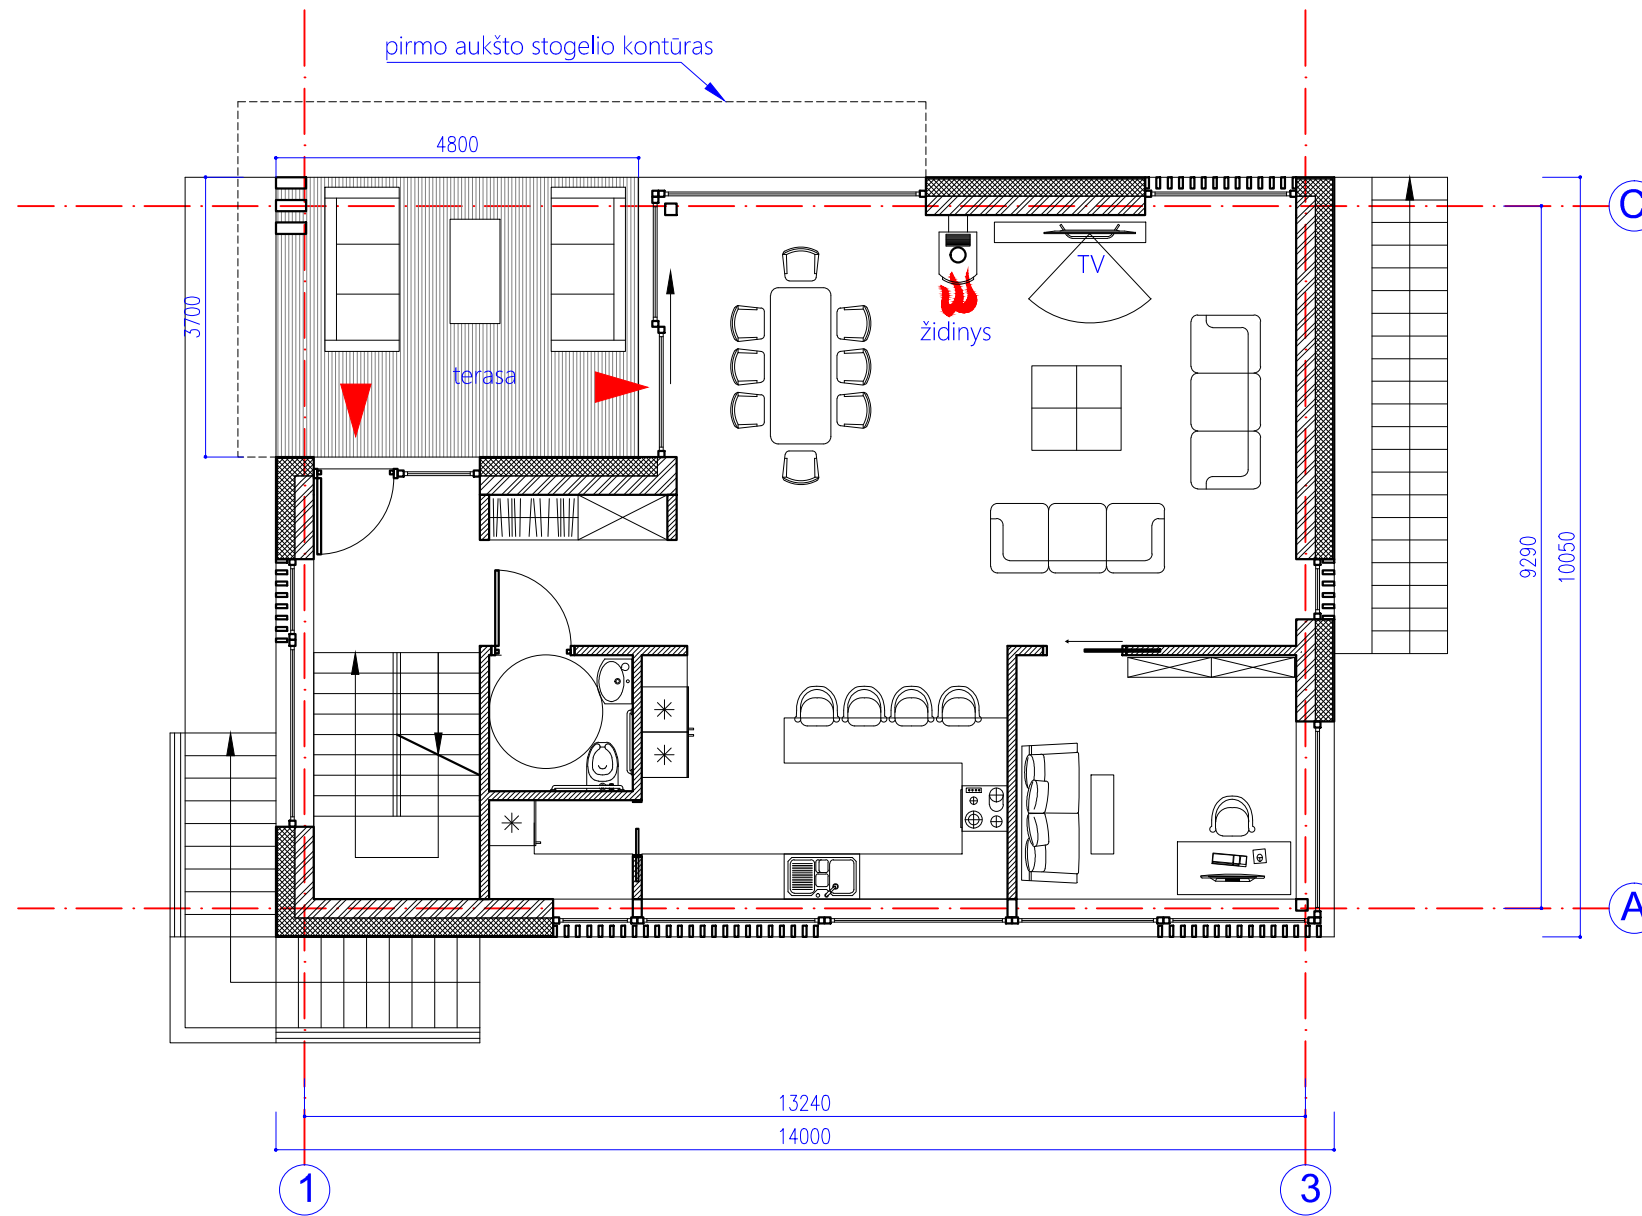 pirmo aukšto stogelio kontūras
4800
C
TV
3700
židinys
terasa
9290
10050
A
13240
14000
1
3